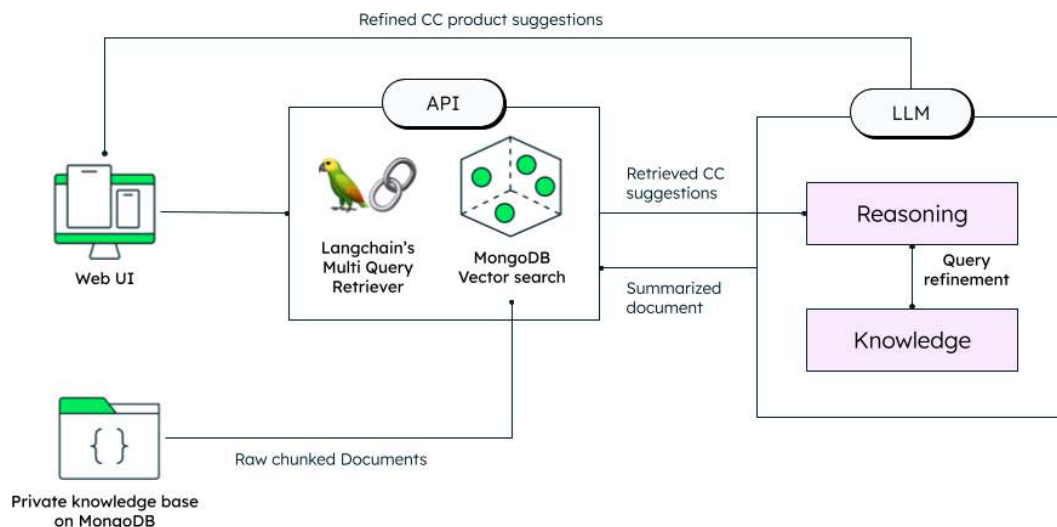 Refined CC product suggestions
API
LLM
Langchain's
Multi Query
Retriever
MongoDB
Vector search
Web UI
Retrieved CC
suggestions
Summarized
document
Reasoning
Query
refinement
Knowledge
{ }
Raw chunked Documents
Private knowledge base
on MongoDB